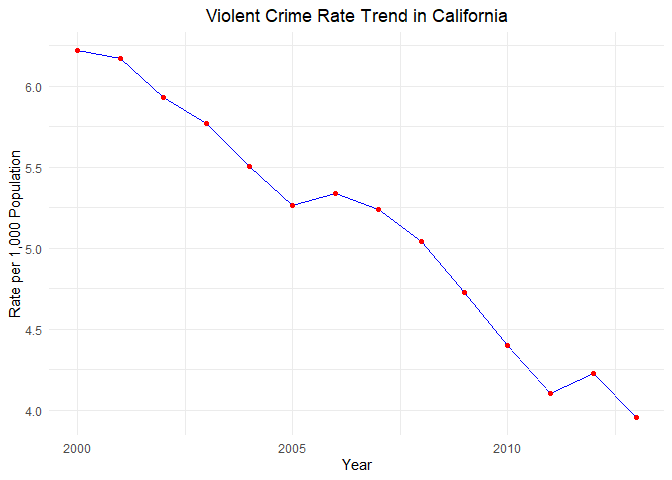 Violent Crime Rate Trend in California
Rate per 1,000 Population
6.0
5.5
5.0
4.5
4.0
2000
2005
2010
Year